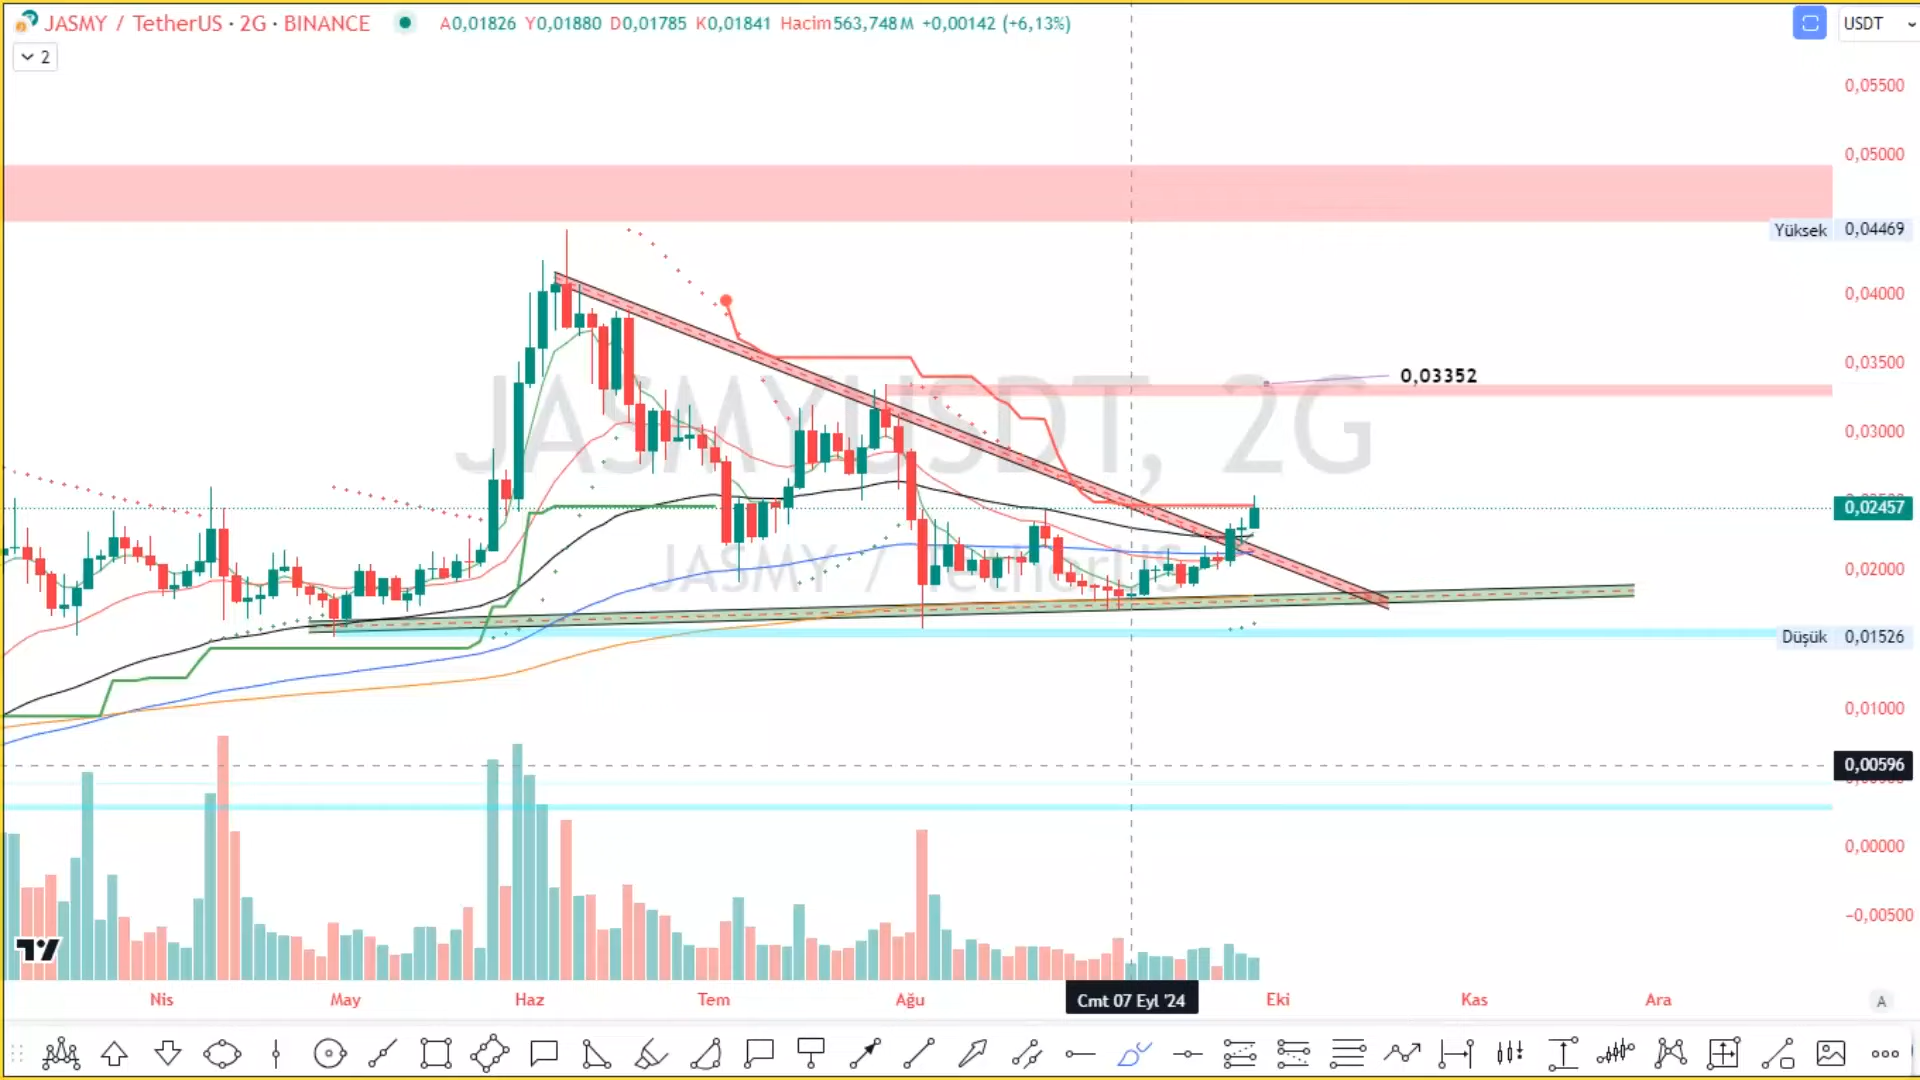 JASMY / TetherUS · 2G · BINANCE A0,01826 Y0,01880 D0,01785 K0,01841 Hacim563,748M +0,00142 (+6,13%)
USDT
2
0,05500
0,05000
Yüksek 0,04469
0,04000
0,03500
0,03352
JASMYUSDT, 2G
0,03000
0,02457
JASMY / TetherUS
0,02000
Düşük 0,01526
0,01000
0,00596
0,00000
−0,00500
Nis May Haz Tem Ağu Cmt 07 Eyl '24 Eki Kas Ara A